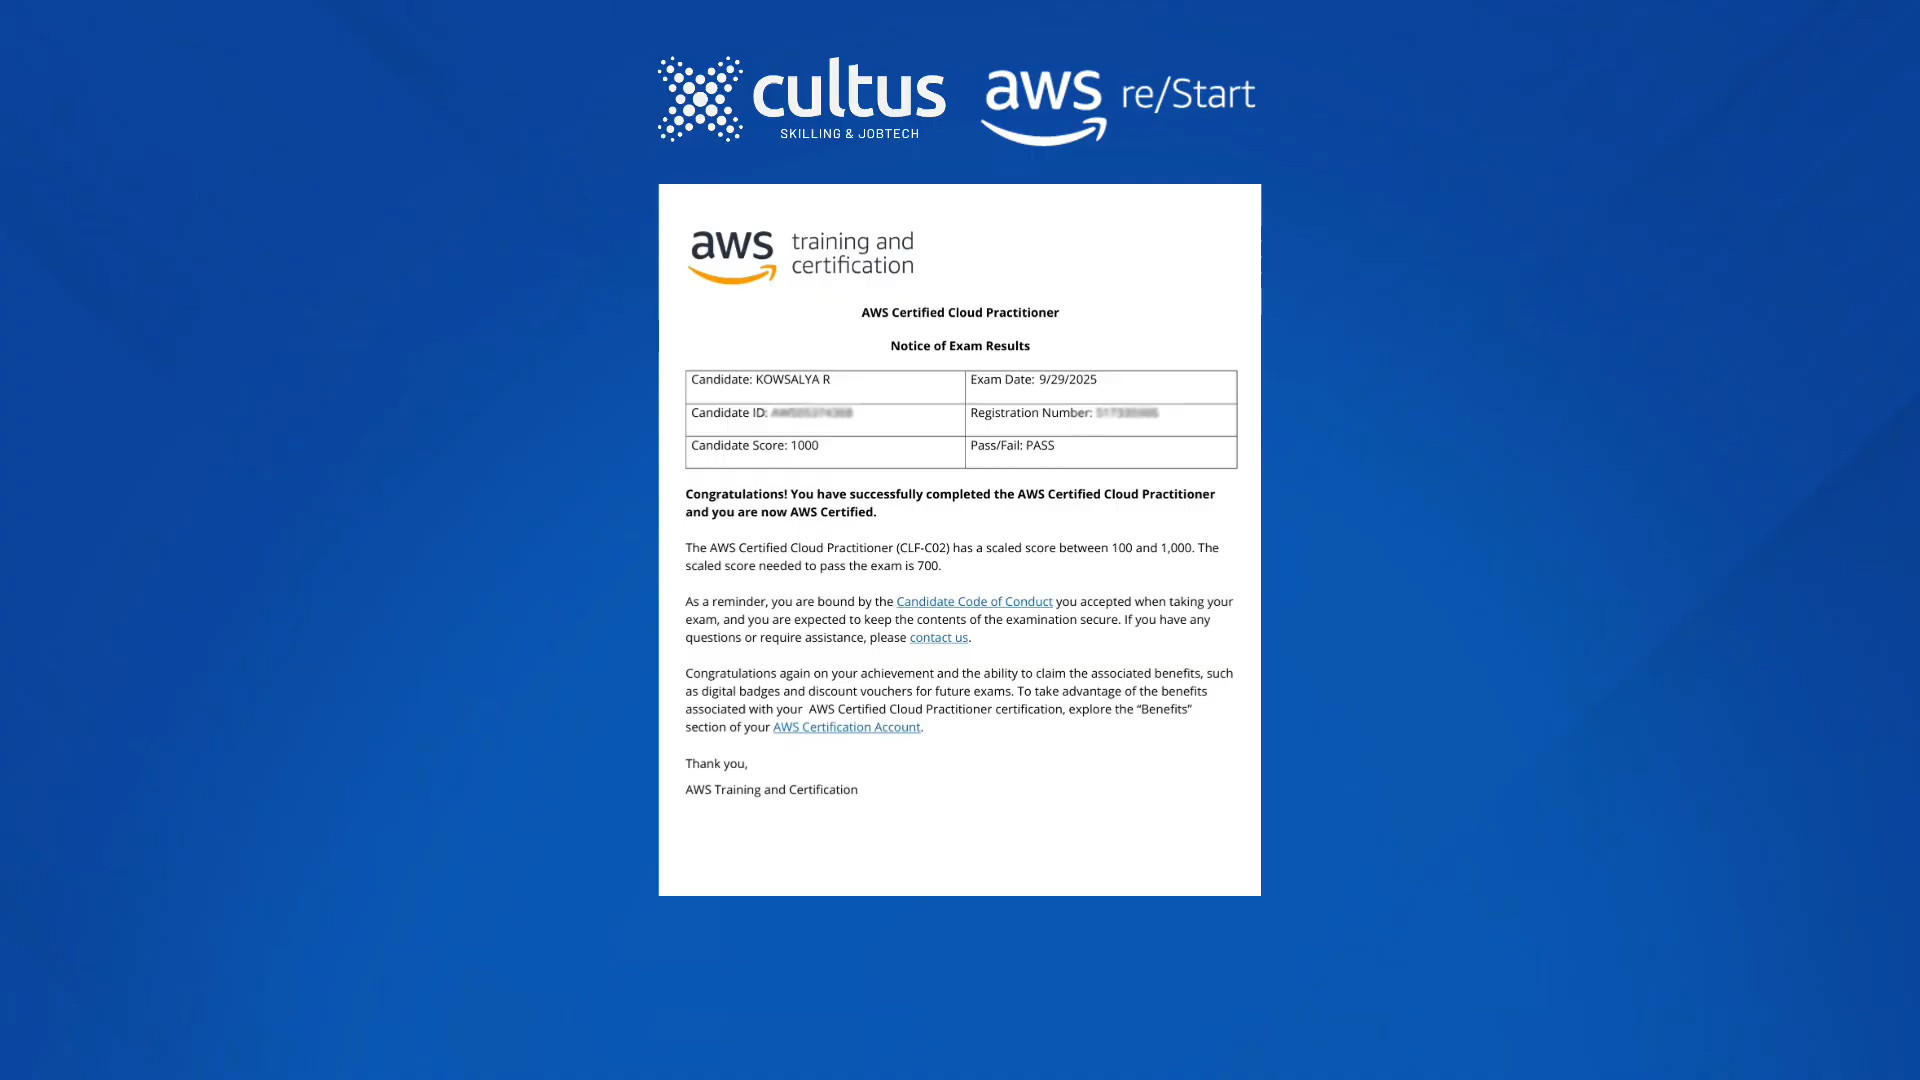 cultus
SKILLING & JOBTECH
aws re/Start
aws training and
certification
AWS Certified Cloud Practitioner
Notice of Exam Results
Candidate: KOWSALYA R
Exam Date: 9/29/2025
Candidate ID:
Registration Number:
Candidate Score: 1000
Pass/Fail: PASS
Congratulations! You have successfully completed the AWS Certified Cloud Practitioner
and you are now AWS Certified.
The AWS Certified Cloud Practitioner (CLF-C02) has a scaled score between 100 and 1,000. The
scaled score needed to pass the exam is 700.
As a reminder, you are bound by the Candidate Code of Conduct you accepted when taking your
exam, and you are expected to keep the contents of the examination secure. If you have any
questions or require assistance, please contact us.
Congratulations again on your achievement and the ability to claim the associated benefits, such
as digital badges and discount vouchers for future exams. To take advantage of the benefits
associated with your  AWS Certified Cloud Practitioner certification, explore the “Benefits”
section of your AWS Certification Account.
Thank you,
AWS Training and Certification